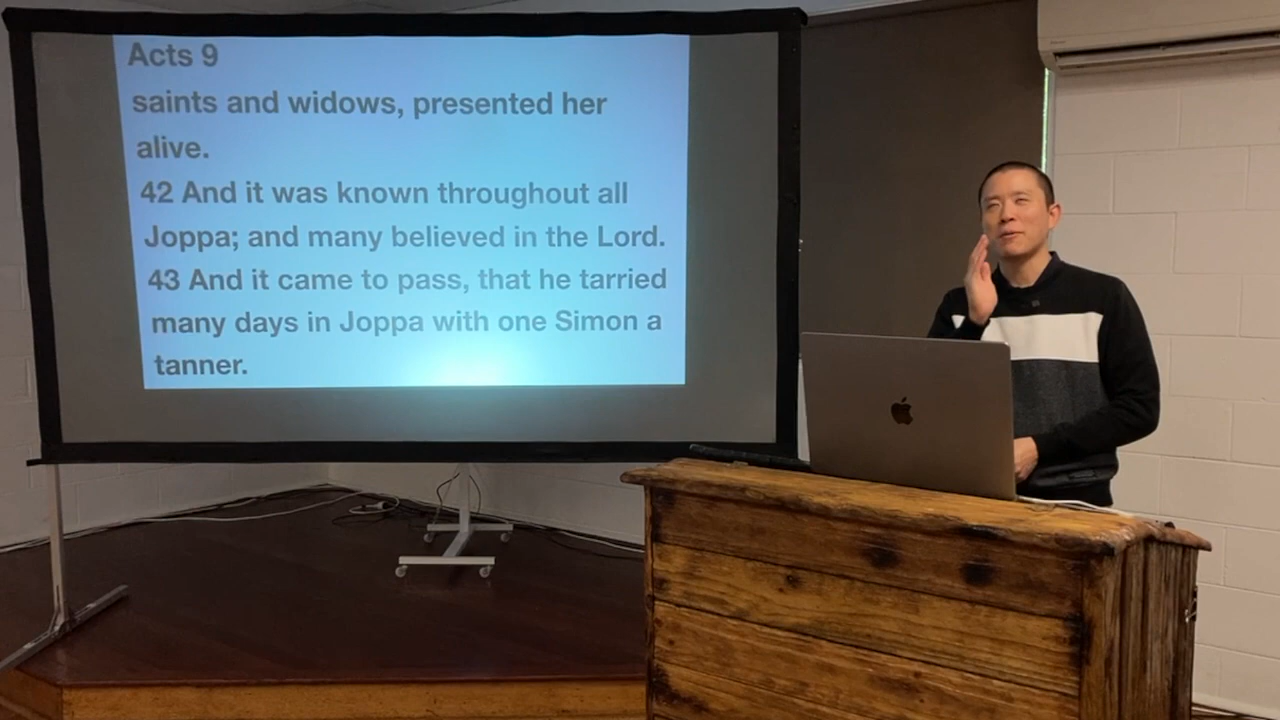 Acts 9
saints and widows, presented her
alive.
42 And it was known throughout all
Joppa; and many believed in the Lord.
43 And it came to pass, that he tarried
many days in Joppa with one Simon a
tanner.